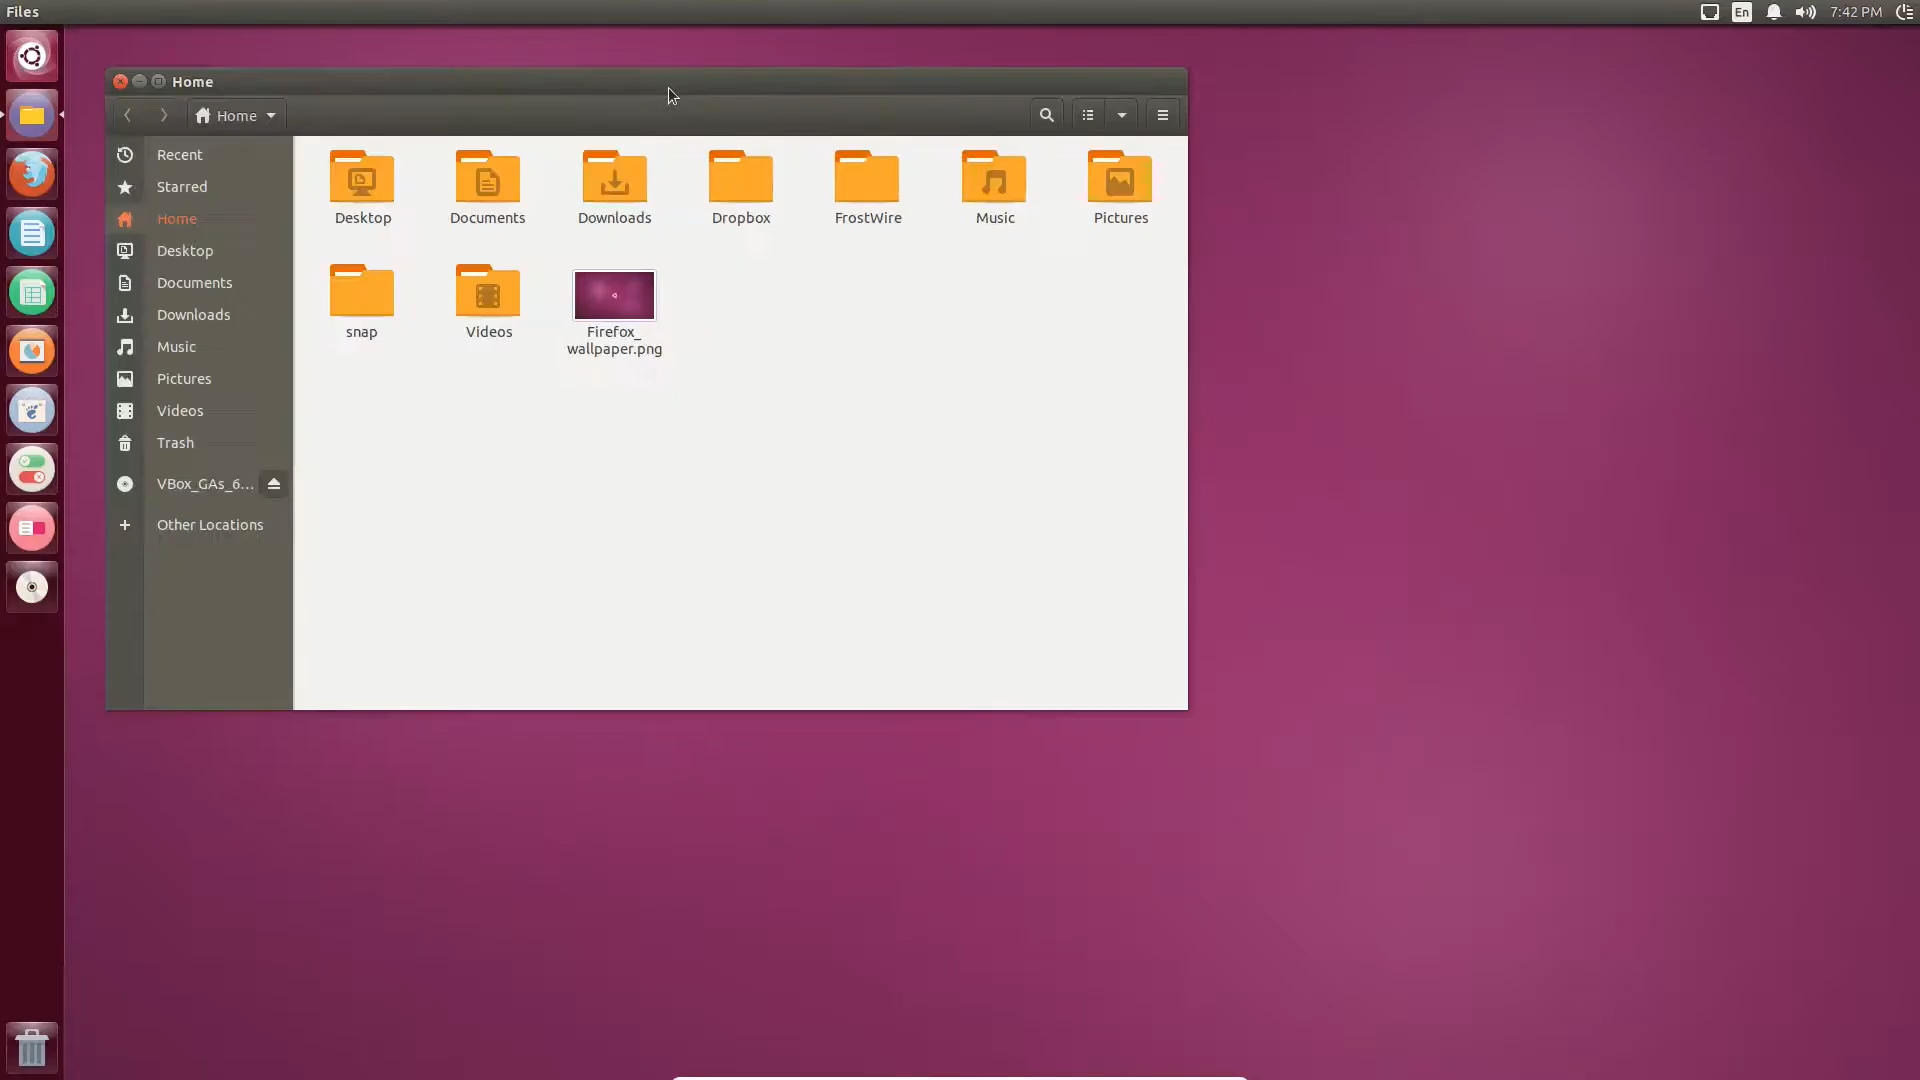 Files
En
7:42 PM
Home
Home
Recent
Starred
Home
Desktop
Documents
Downloads
Music
Pictures
Videos
Trash
VBox_GAs_6...
Other Locations
Desktop
Documents
Downloads
Dropbox
FrostWire
Music
Pictures
snap
Videos
Firefox_
wallpaper.png